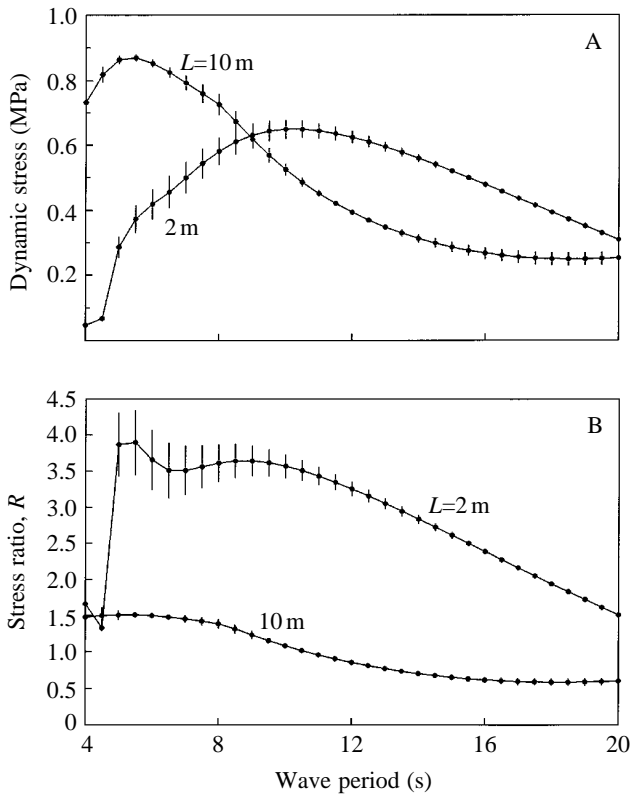 A
1.0
0.8
0.6
0.4
0.2
Dynamic stress (MPa)
L=10 m
2 m
B
4.5
4.0
3.5
3.0
2.5
2.0
1.5
1.0
0.5
0
Stress ratio, R
L=2 m
10 m
4
8
12
16
20
Wave period (s)